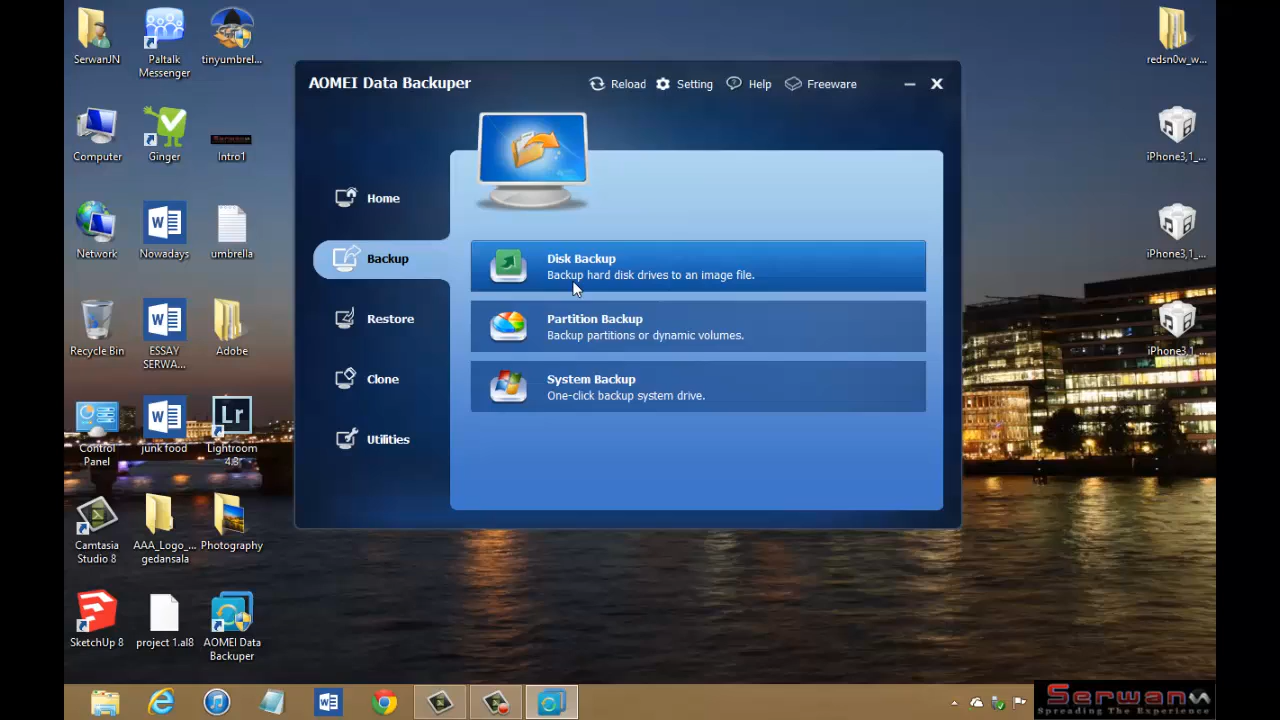 SerwanJN
Paltalk
Messenger
tinyumbrel...
Computer
Ginger
Intro1
Network
Nowadays
umbrella
Recycle Bin
ESSAY
SERWA...
Adobe
Control
Panel
junk food
Lightroom
4.3
Camtasia
Studio 8
AAA_Logo_...
gedansala
Photography
SketchUp 8
project 1.al8
AOMEI Data
Backuper
AOMEI Data Backuper
Reload
Setting
Help
Freeware
Home
Backup
Restore
Clone
Utilities
Disk Backup
Backup hard disk drives to an image file.
Partition Backup
Backup partitions or dynamic volumes.
System Backup
One-click backup system drive.
redsn0w_w...
iPhone3,1_...
iPhone3,1_...
iPhone3,1_...
Serwan
Spreading The Experience